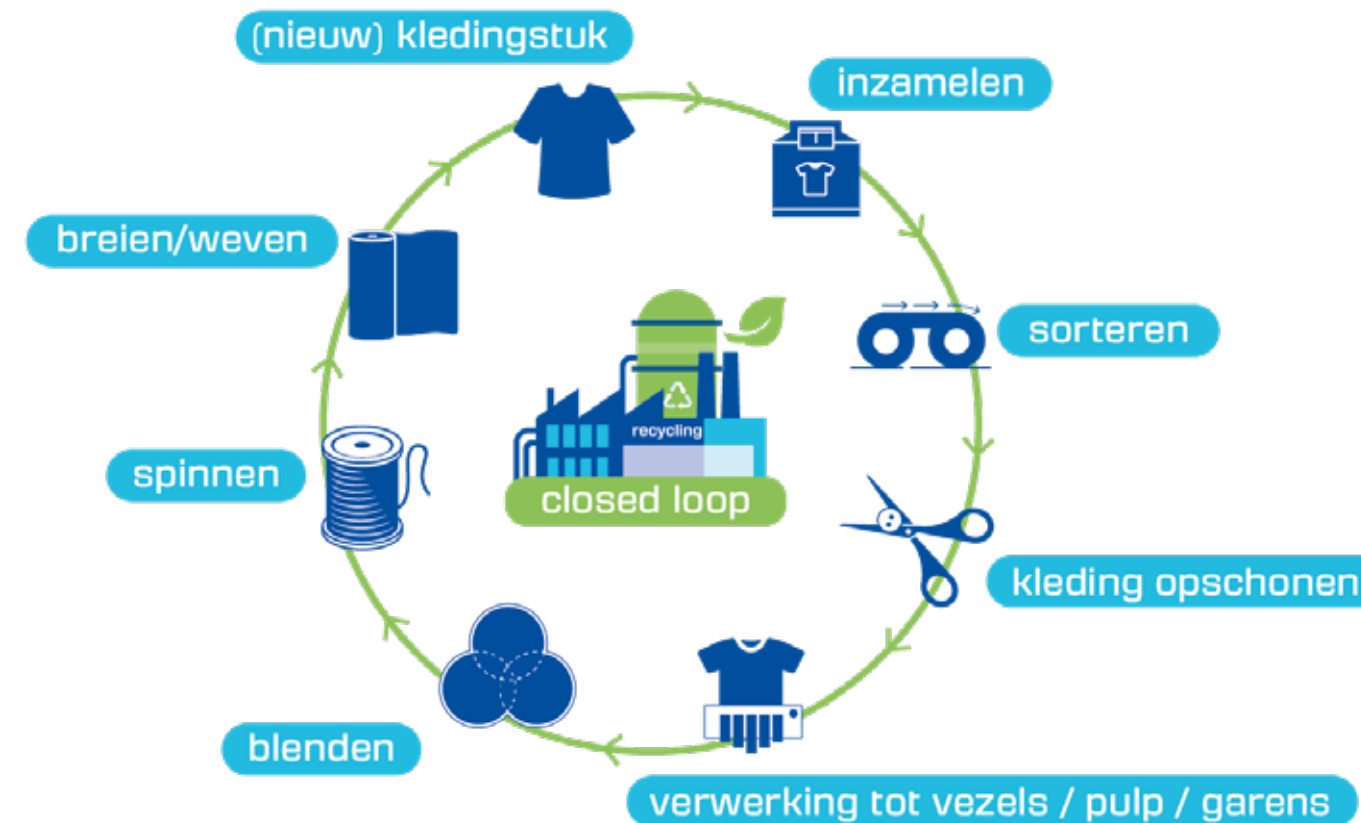 (nieuw) kledingstuk
inzamelen
sorteren
kleding opschonen
verwerking tot vezels / pulp / garens
blenden
spinnen
breien/weven
recycling
closed loop